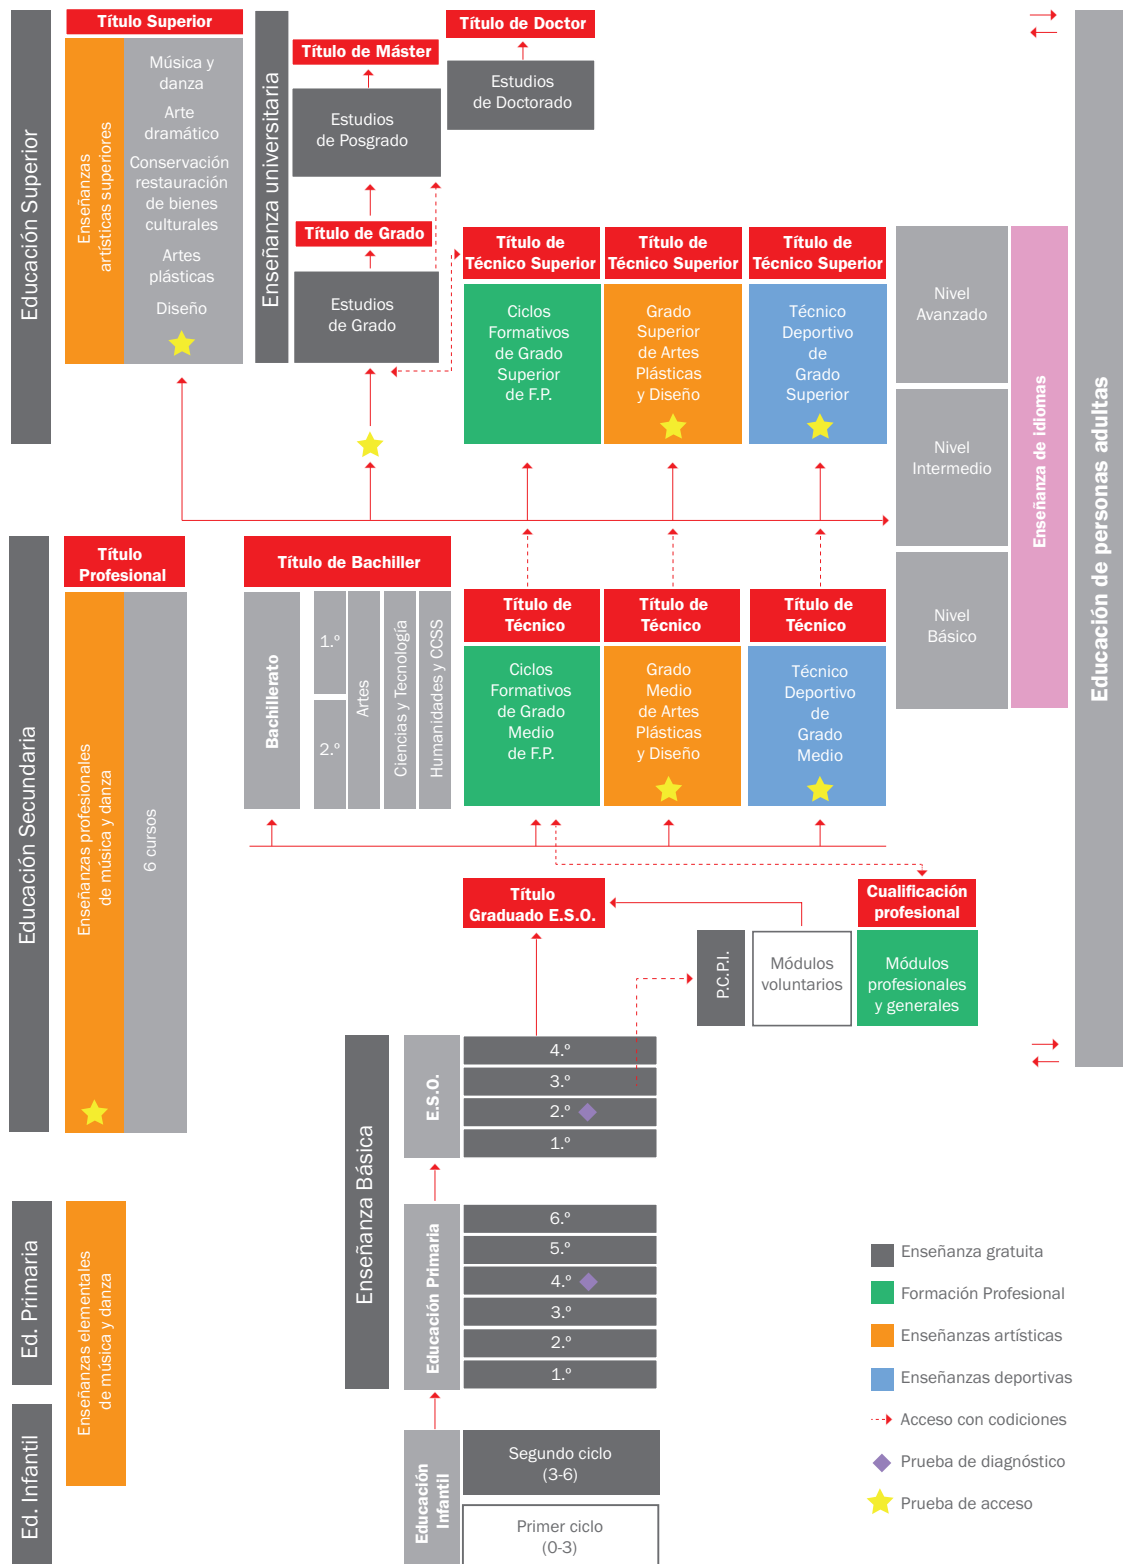 Educación Superior
Título Superior
Enseñanzas
artísticas superiores
Música y
danza
Arte
dramático
Conservación
restauración
de bienes
culturales
Artes
plásticas
Diseño
Enseñanza universitaria
Título de Máster
Estudios
de Posgrado
Título de Grado
Estudios
de Grado
Título de Doctor
Estudios
de Doctorado
Título de
Técnico Superior
Ciclos
Formativos
de Grado
Superior
de F.P.
Título de
Técnico Superior
Grado
Superior
de Artes
Plásticas
y Diseño
Título de
Técnico Superior
Técnico
Deportivo
de
Grado
Superior
Nivel
Avanzado
Nivel
Intermedio
Nivel
Básico
Enseñanza de idiomas
Educación de personas adultas
Educación Secundaria
Título
Profesional
Enseñanzas profesionales
de música y danza
6 cursos
Título de Bachiller
Bachillerato
1.º
2.º
Artes
Ciencias y Tecnología
Humanidades y CCSS
Título de
Técnico
Ciclos
Formativos
de Grado
Medio
de F.P.
Título de
Técnico
Grado
Medio
de Artes
Plásticas
y Diseño
Título de
Técnico
Técnico
Deportivo
de
Grado
Medio
Título
Graduado E.S.O.
Cualificación
profesional
P.C.P.I.
Módulos
voluntarios
Módulos
profesionales
y generales
Enseñanza Básica
E.S.O.
4.º
3.º
2.º
1.º
Ed. Primaria
Enseñanzas elementales
de música y danza
Educación Primaria
6.º
5.º
4.º
3.º
2.º
1.º
Ed. Infantil
Educación
Infantil
Segundo ciclo
(3-6)
Primer ciclo
(0-3)
Enseñanza gratuita
Formación Profesional
Enseñanzas artísticas
Enseñanzas deportivas
Acceso con codiciones
Prueba de diagnóstico
Prueba de acceso